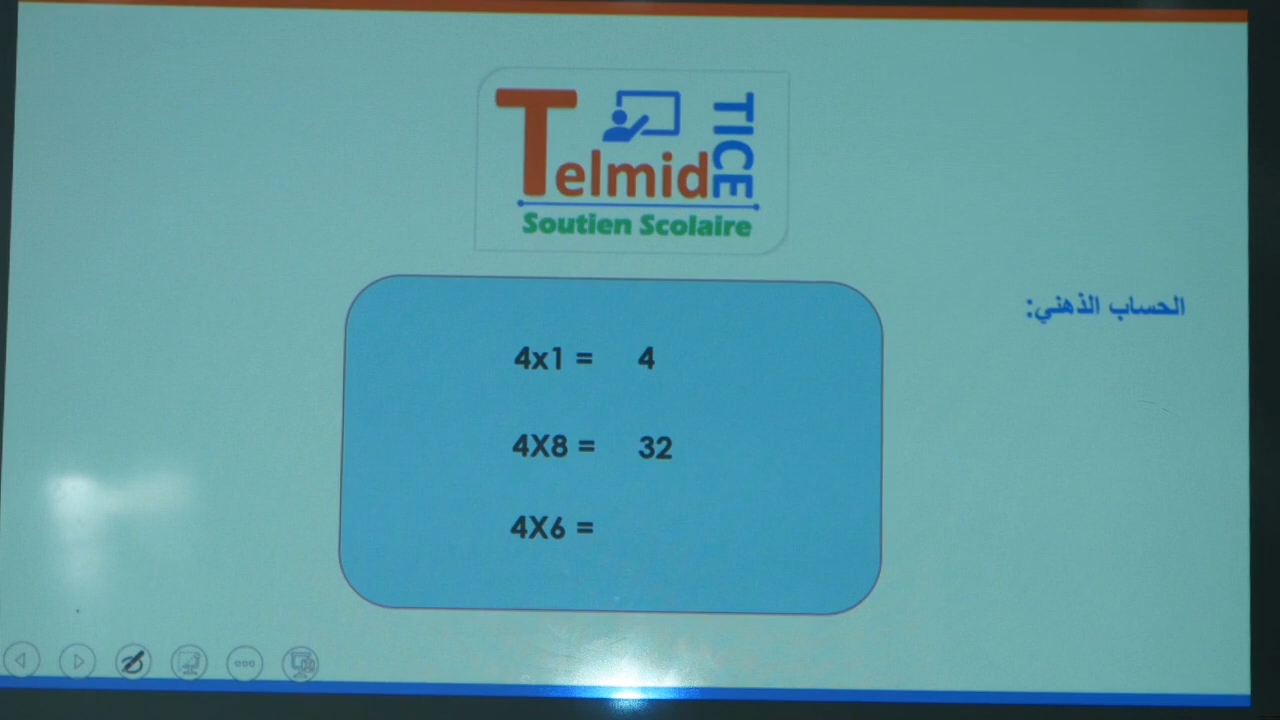 Telmid TICE
Soutien Scolaire
الحساب الذهني:
4x1 = 4
4X8 = 32
4X6 =